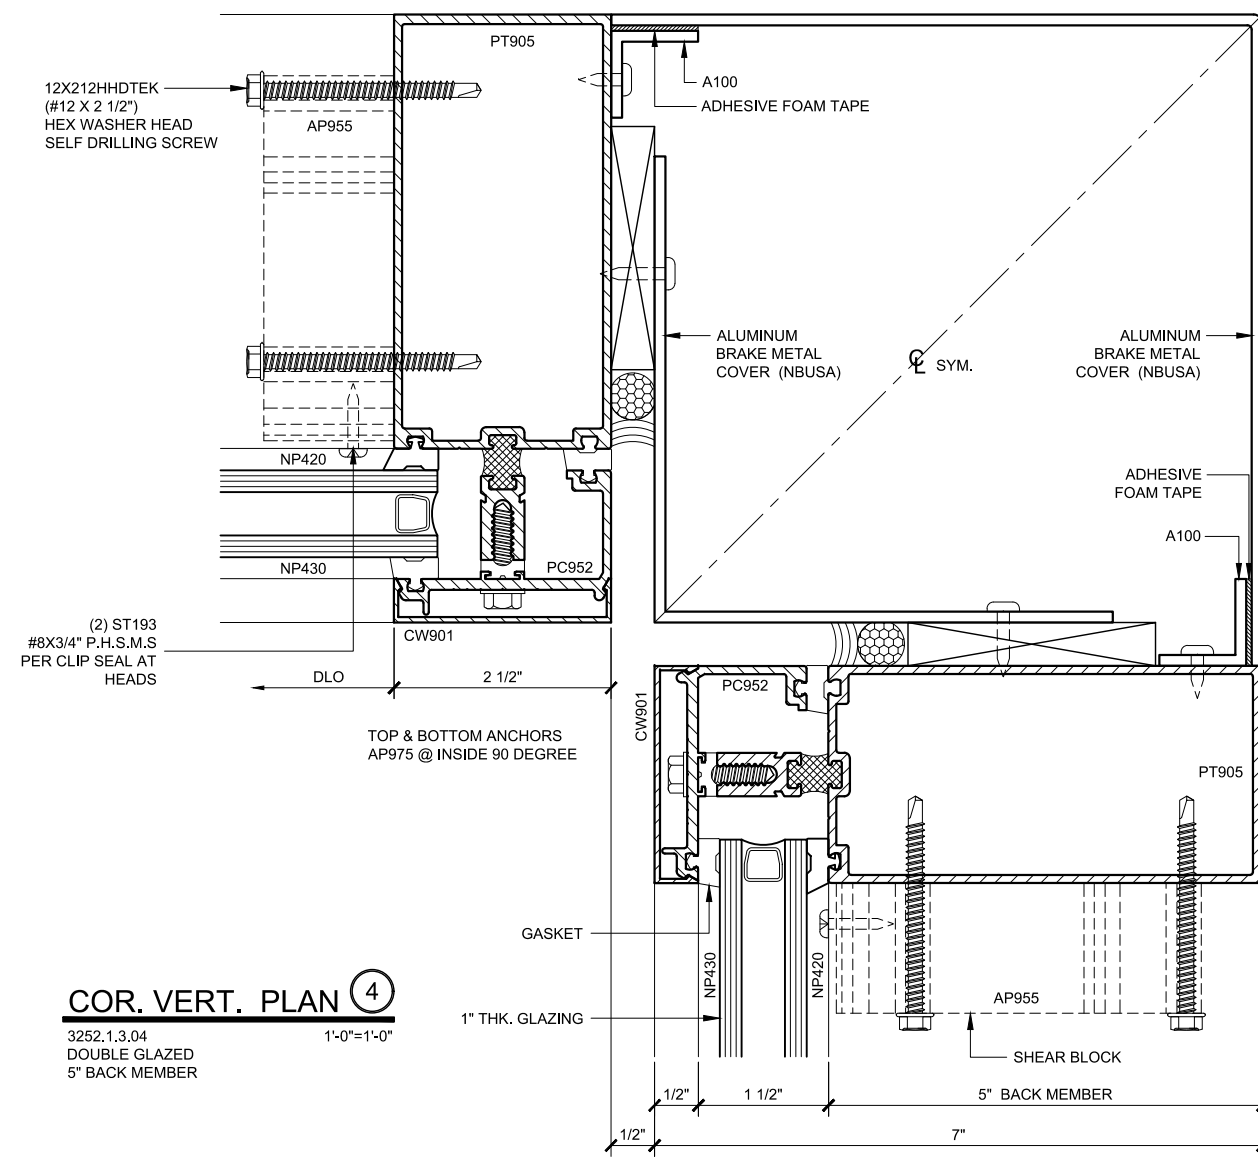 PT905
12X212HHDTEK
(#12 X 2 1/2")
HEX WASHER HEAD
SELF DRILLING SCREW
AP955
A100
ADHESIVE FOAM TAPE
ALUMINUM
BRAKE METAL
COVER (NBUSA)
℄ SYM.
ALUMINUM
BRAKE METAL
COVER (NBUSA)
NP420
ADHESIVE
FOAM TAPE
A100
NP430
PC952
CW901
(2) ST193
#8X3/4" P.H.S.M.S
PER CLIP SEAL AT
HEADS
DLO
2 1/2"
TOP & BOTTOM ANCHORS
AP975 @ INSIDE 90 DEGREE
CW901
PC952
PT905
GASKET
NP430
NP420
AP955
1" THK. GLAZING
SHEAR BLOCK
COR. VERT. PLAN 4
3252.1.3.04 1'-0"=1'-0"
DOUBLE GLAZED
5" BACK MEMBER
1/2"
1 1/2"
5" BACK MEMBER
1/2"
7"